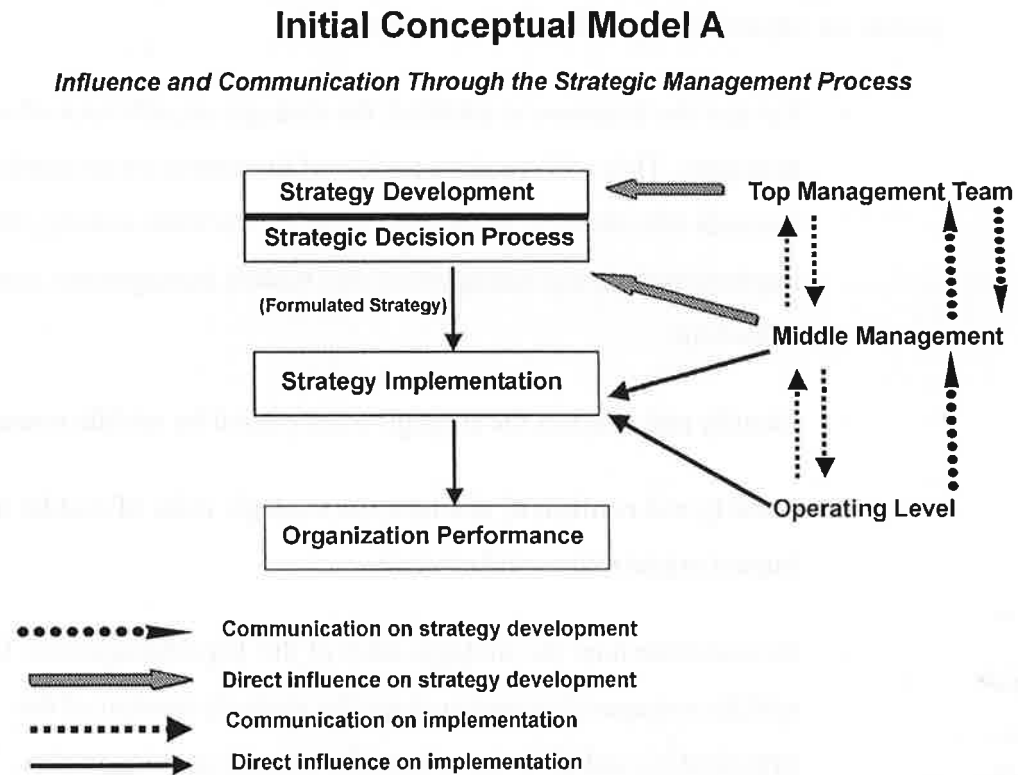 Initial Conceptual Model A
Influence and Communication Through the Strategic Management Process
Strategy Development
Top Management Team
Strategic Decision Process
(Formulated Strategy)
Middle Management
Strategy Implementation
Operating Level
Organization Performance
Communication on strategy development
Direct influence on strategy development
Communication on implementation
Direct influence on implementation